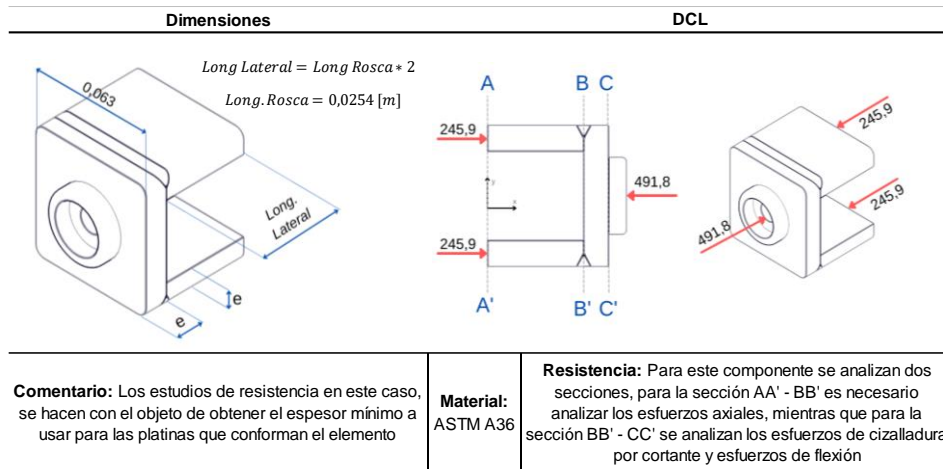 Dimensiones
DCL
Long Lateral = Long Rosca * 2
Long. Rosca = 0,0254 [m]
0,063
Long.
Lateral
e
e
A
B
C
245,9
491,8
y
x
245,9
A'
B'
C'
245,9
245,9
491,8
Comentario: Los estudios de resistencia en este caso,
se hacen con el objeto de obtener el espesor mínimo a
usar para las platinas que conforman el elemento
Material:
ASTM A36
Resistencia: Para este componente se analizan dos
secciones, para la sección AA' - BB' es necesario
analizar los esfuerzos axiales, mientras que para la
sección BB' - CC' se analizan los esfuerzos de cizalladura
por cortante y esfuerzos de flexión